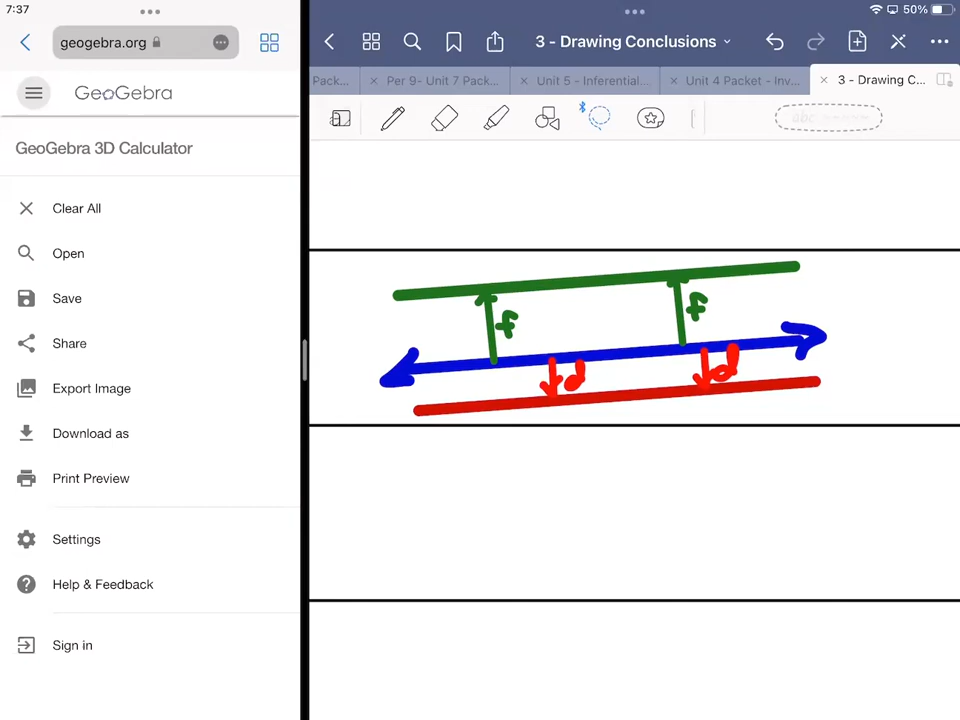 7:37
50%
geogebra.org
3 - Drawing Conclusions
GeoGebra
Pack...
Per 9- Unit 7 Pack...
Unit 5 - Inferential...
Unit 4 Packet - Inv...
3 - Drawing C...
abc
GeoGebra 3D Calculator
Clear All
Open
Save
Share
Export Image
Download as
Print Preview
Settings
Help & Feedback
Sign in
f
f
d
d